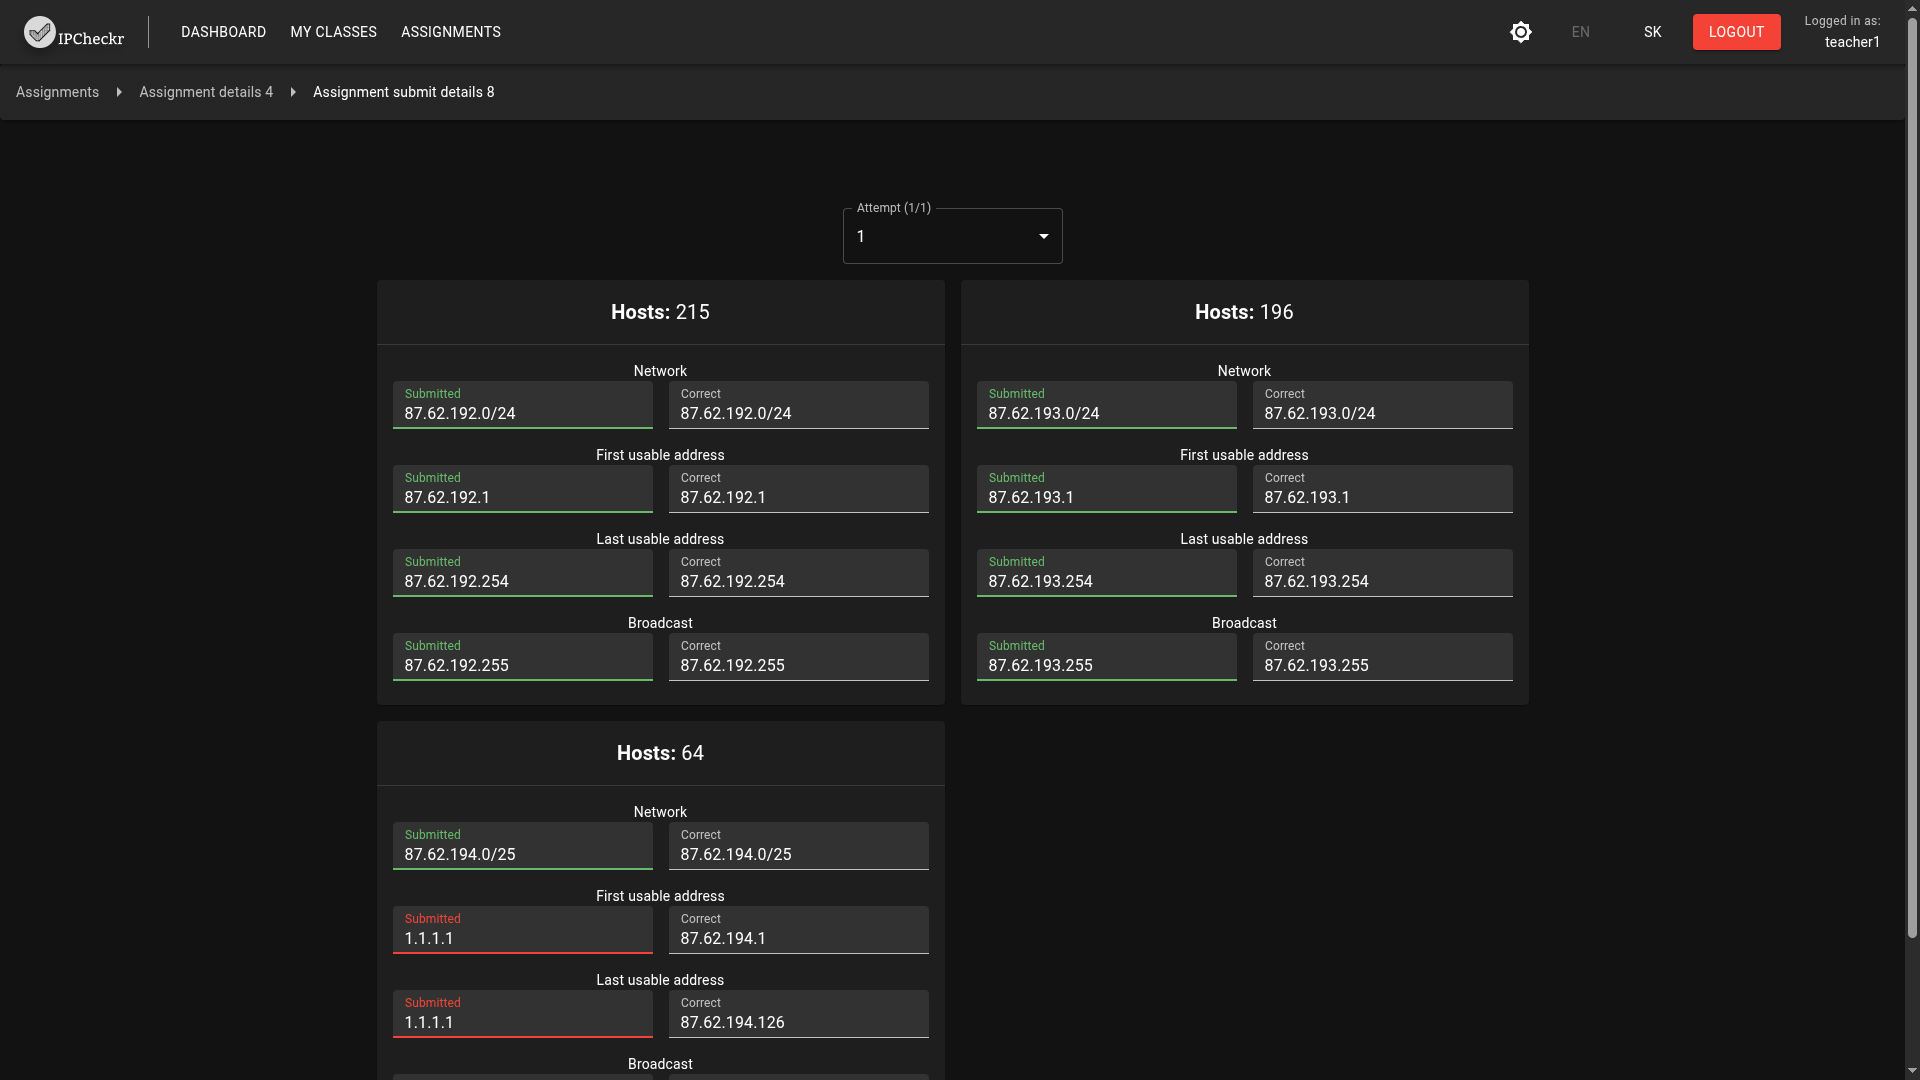 IPCheckr
DASHBOARD
MY CLASSES
ASSIGNMENTS
EN
SK
LOGOUT
Logged in as:
teacher1
Assignments
Assignment details 4
Assignment submit details 8
Attempt (1/1)
1
Hosts: 215
Network
Submitted
87.62.192.0/24
Correct
87.62.192.0/24
First usable address
Submitted
87.62.192.1
Correct
87.62.192.1
Last usable address
Submitted
87.62.192.254
Correct
87.62.192.254
Broadcast
Submitted
87.62.192.255
Correct
87.62.192.255
Hosts: 196
Network
Submitted
87.62.193.0/24
Correct
87.62.193.0/24
First usable address
Submitted
87.62.193.1
Correct
87.62.193.1
Last usable address
Submitted
87.62.193.254
Correct
87.62.193.254
Broadcast
Submitted
87.62.193.255
Correct
87.62.193.255
Hosts: 64
Network
Submitted
87.62.194.0/25
Correct
87.62.194.0/25
First usable address
Submitted
1.1.1.1
Correct
87.62.194.1
Last usable address
Submitted
1.1.1.1
Correct
87.62.194.126
Broadcast